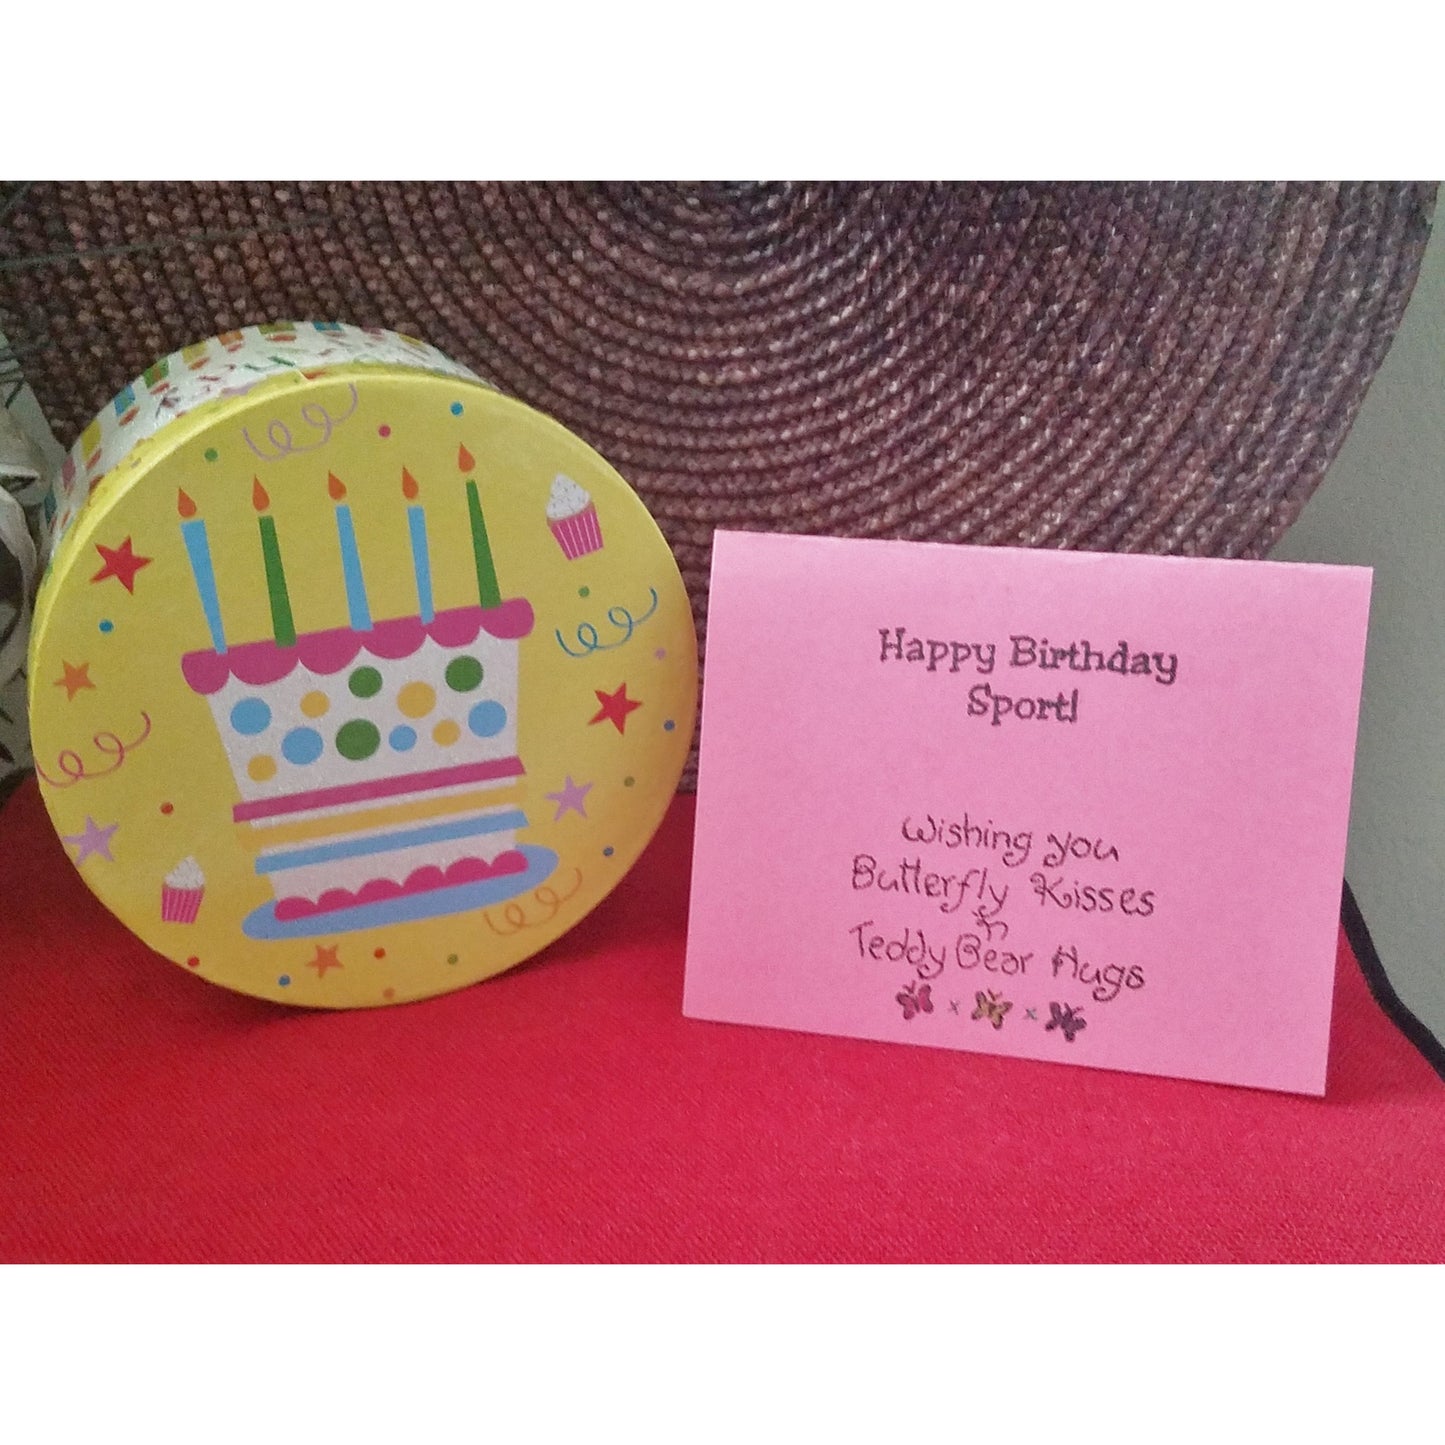 Happy Birthday
Sport!
Wishing you
Butterfly Kisses
n
Teddy Bear Hugs
x x